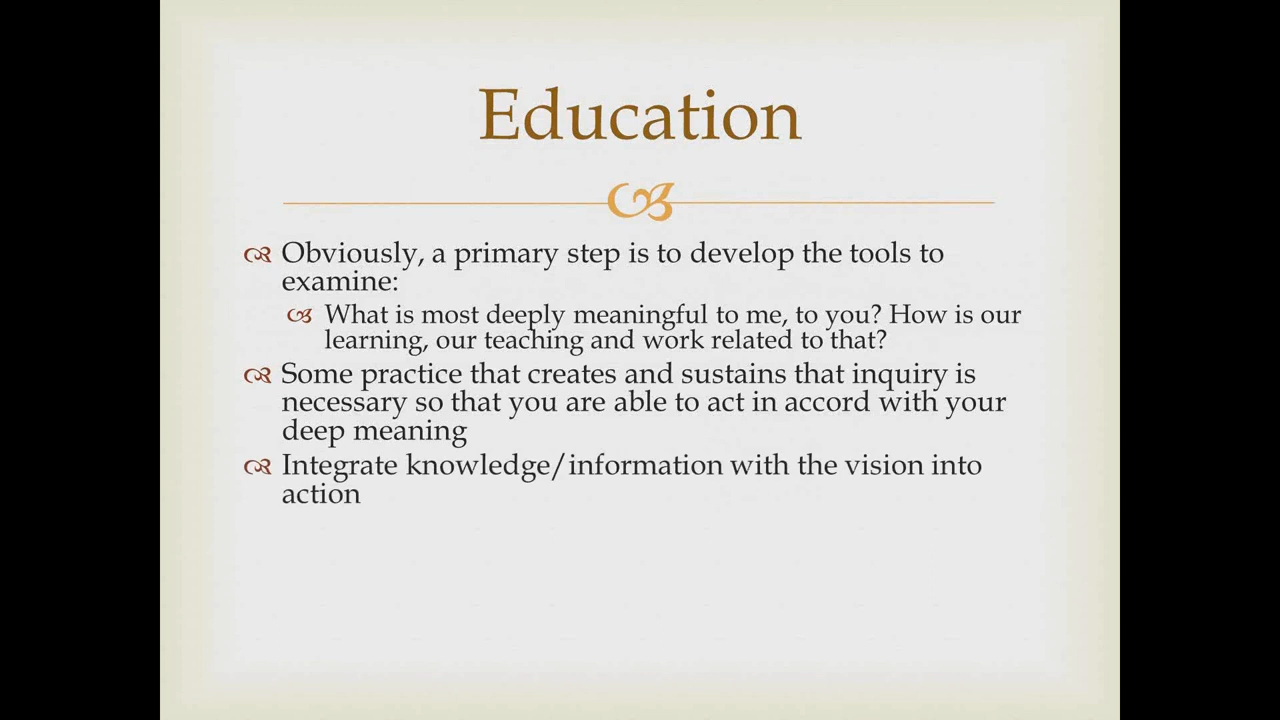 Education
Obviously, a primary step is to develop the tools to
examine:
What is most deeply meaningful to me, to you? How is our
learning, our teaching and work related to that?
Some practice that creates and sustains that inquiry is
necessary so that you are able to act in accord with your
deep meaning
Integrate knowledge/information with the vision into
action